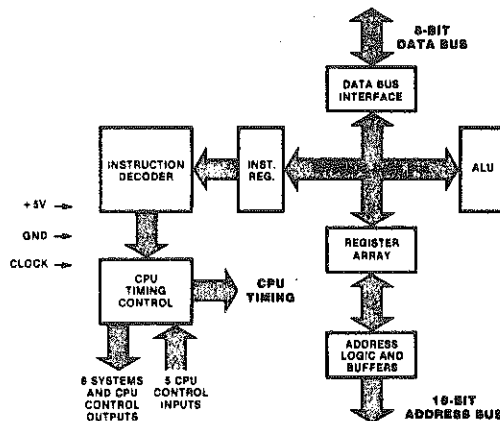 8-BIT
DATA BUS
DATA BUS
INTERFACE
INSTRUCTION
DECODER
INST.
REG.
ALU
+5V
GND
CLOCK
REGISTER
ARRAY
CPU
TIMING
CONTROL
CPU
TIMING
ADDRESS
LOGIC AND
BUFFERS
8 SYSTEMS
AND CPU
CONTROL
OUTPUTS
5 CPU
CONTROL
INPUTS
16-BIT
ADDRESS BUS